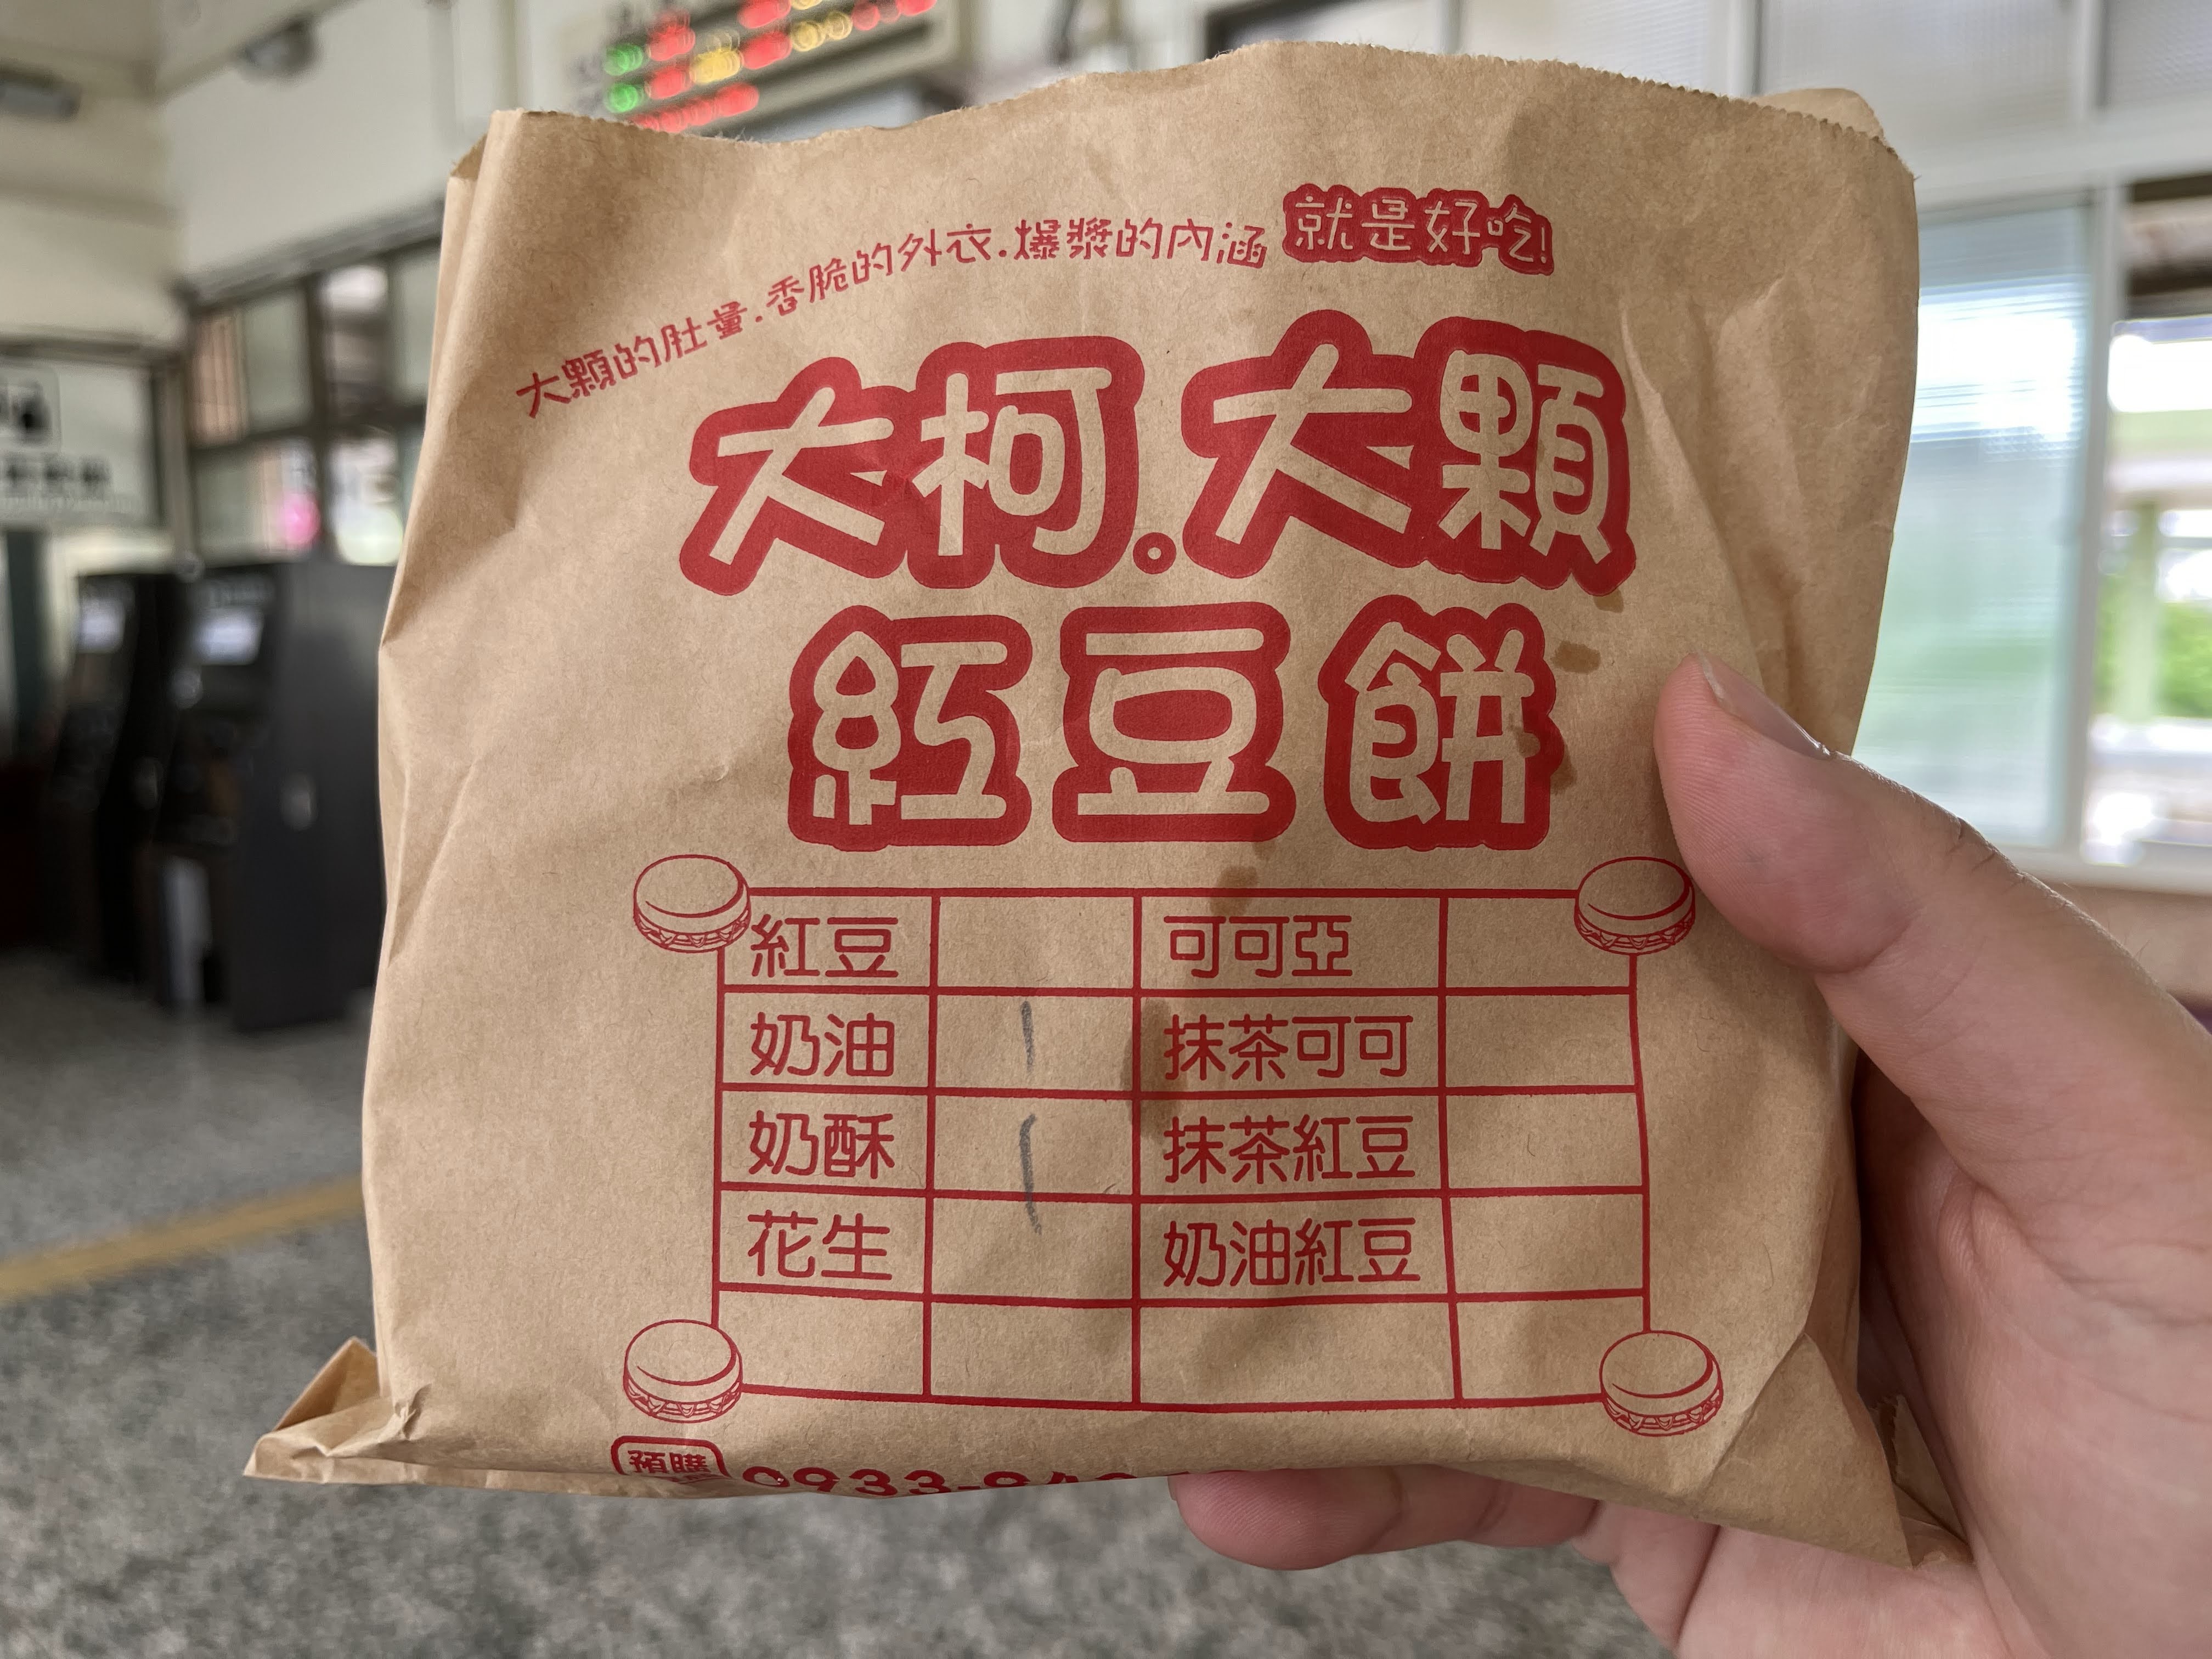 大顆的肚量.香脆的外衣.爆漿的內涵 就是好吃!
大柯。大顆
紅豆餅
紅豆 可可亞
奶油 抹茶可可
奶酥 抹茶紅豆
花生 奶油紅豆
預購 0933-94